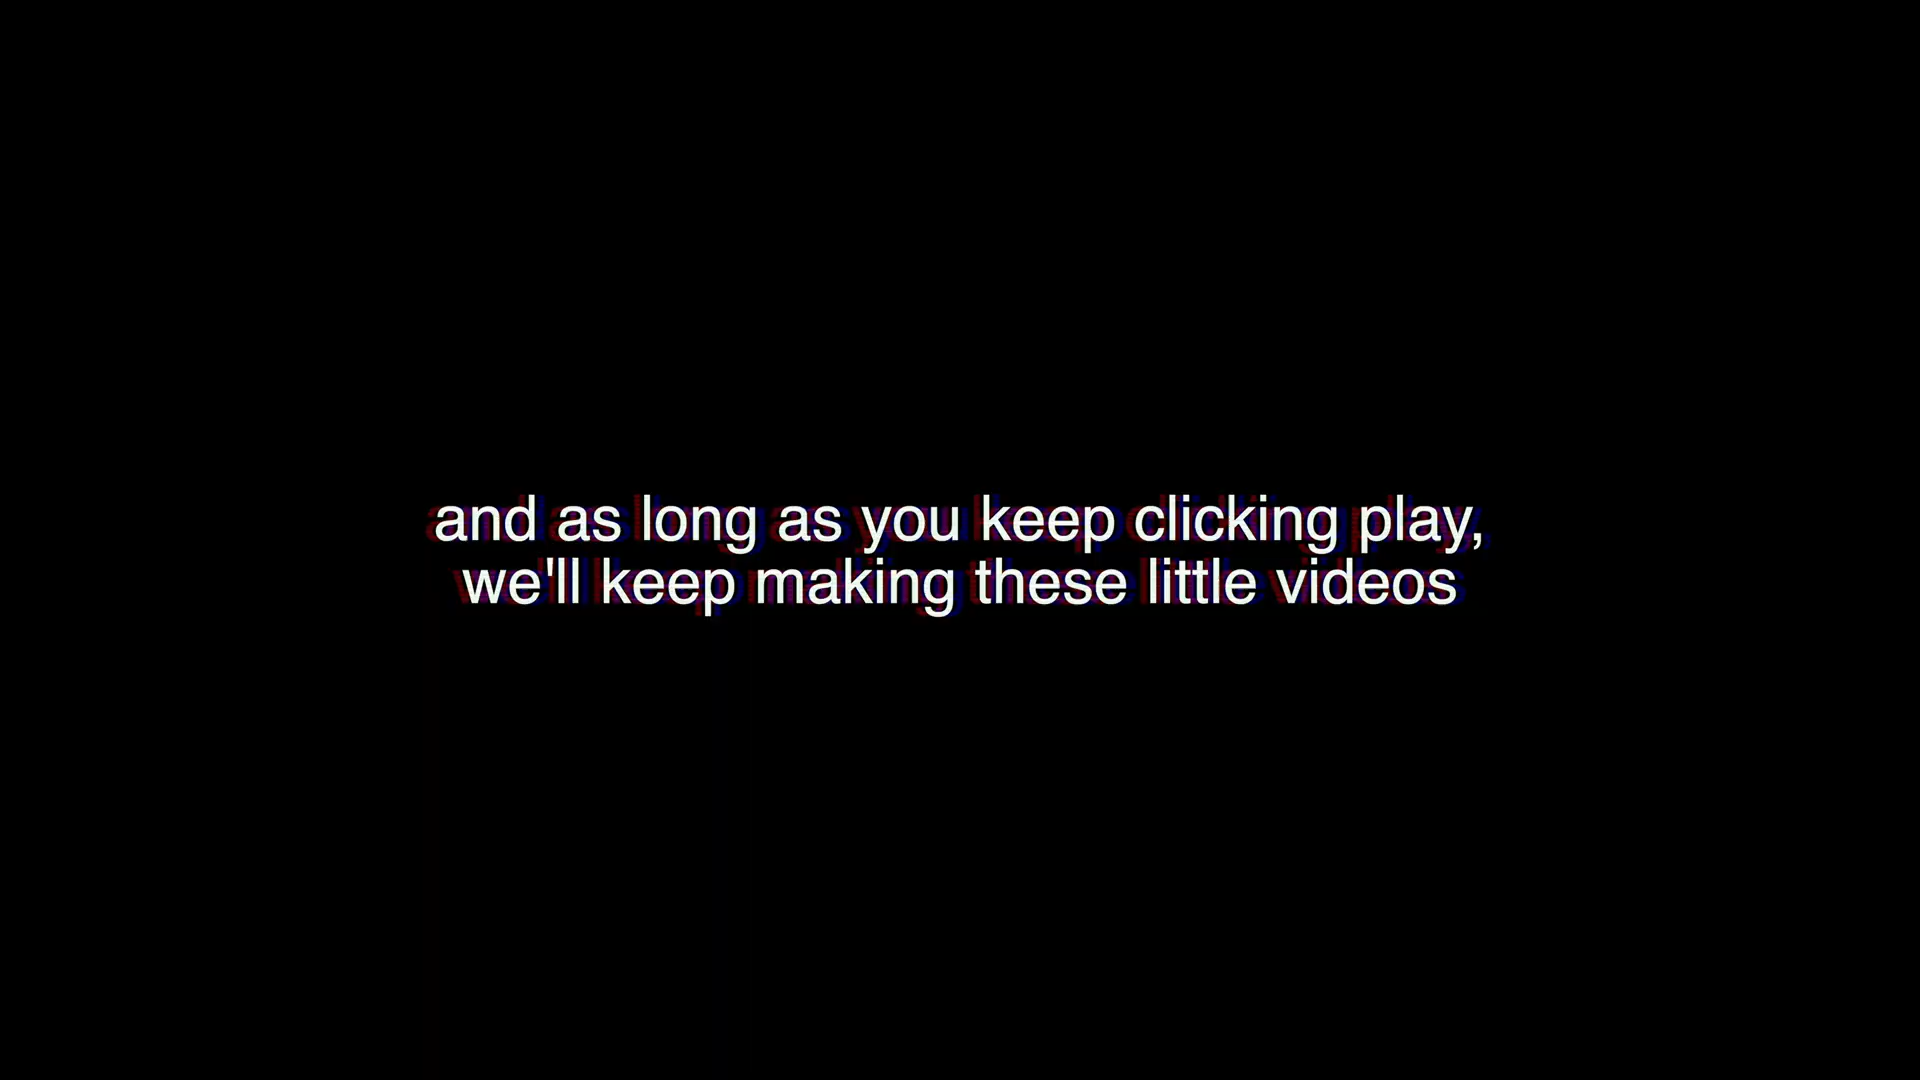 and as long as you keep clicking play,
we'll keep making these little videos